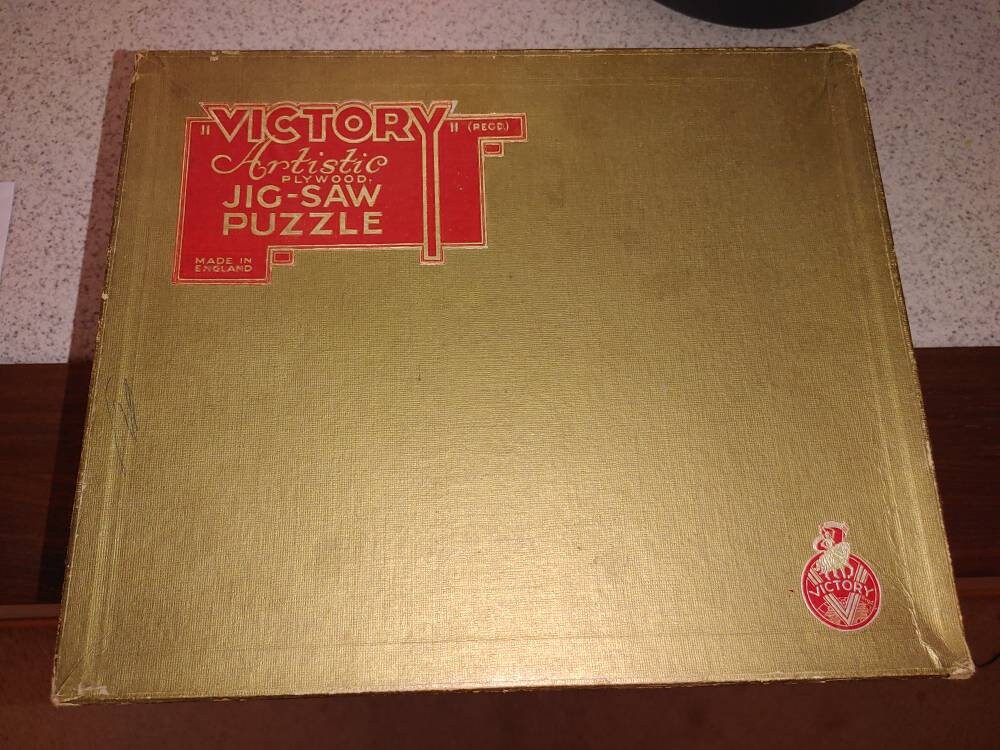 "VICTORY" (REGD.)
Artistic
PLYWOOD.
JIG-SAW
PUZZLE
MADE IN
ENGLAND
VICTORY
V